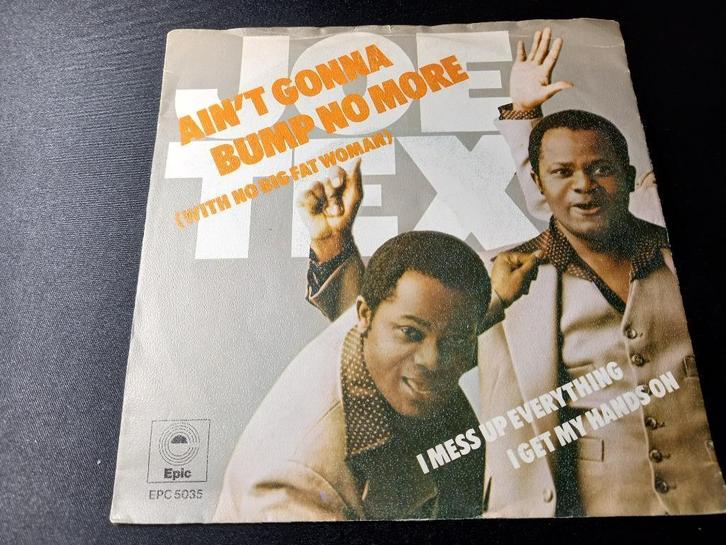 JOE
TEX
AIN'T GONNA
BUMP NO MORE
(WITH NO BIG FAT WOMAN)
I MESS UP EVERYTHING
I GET MY HANDS ON
Epic
EPC 5035